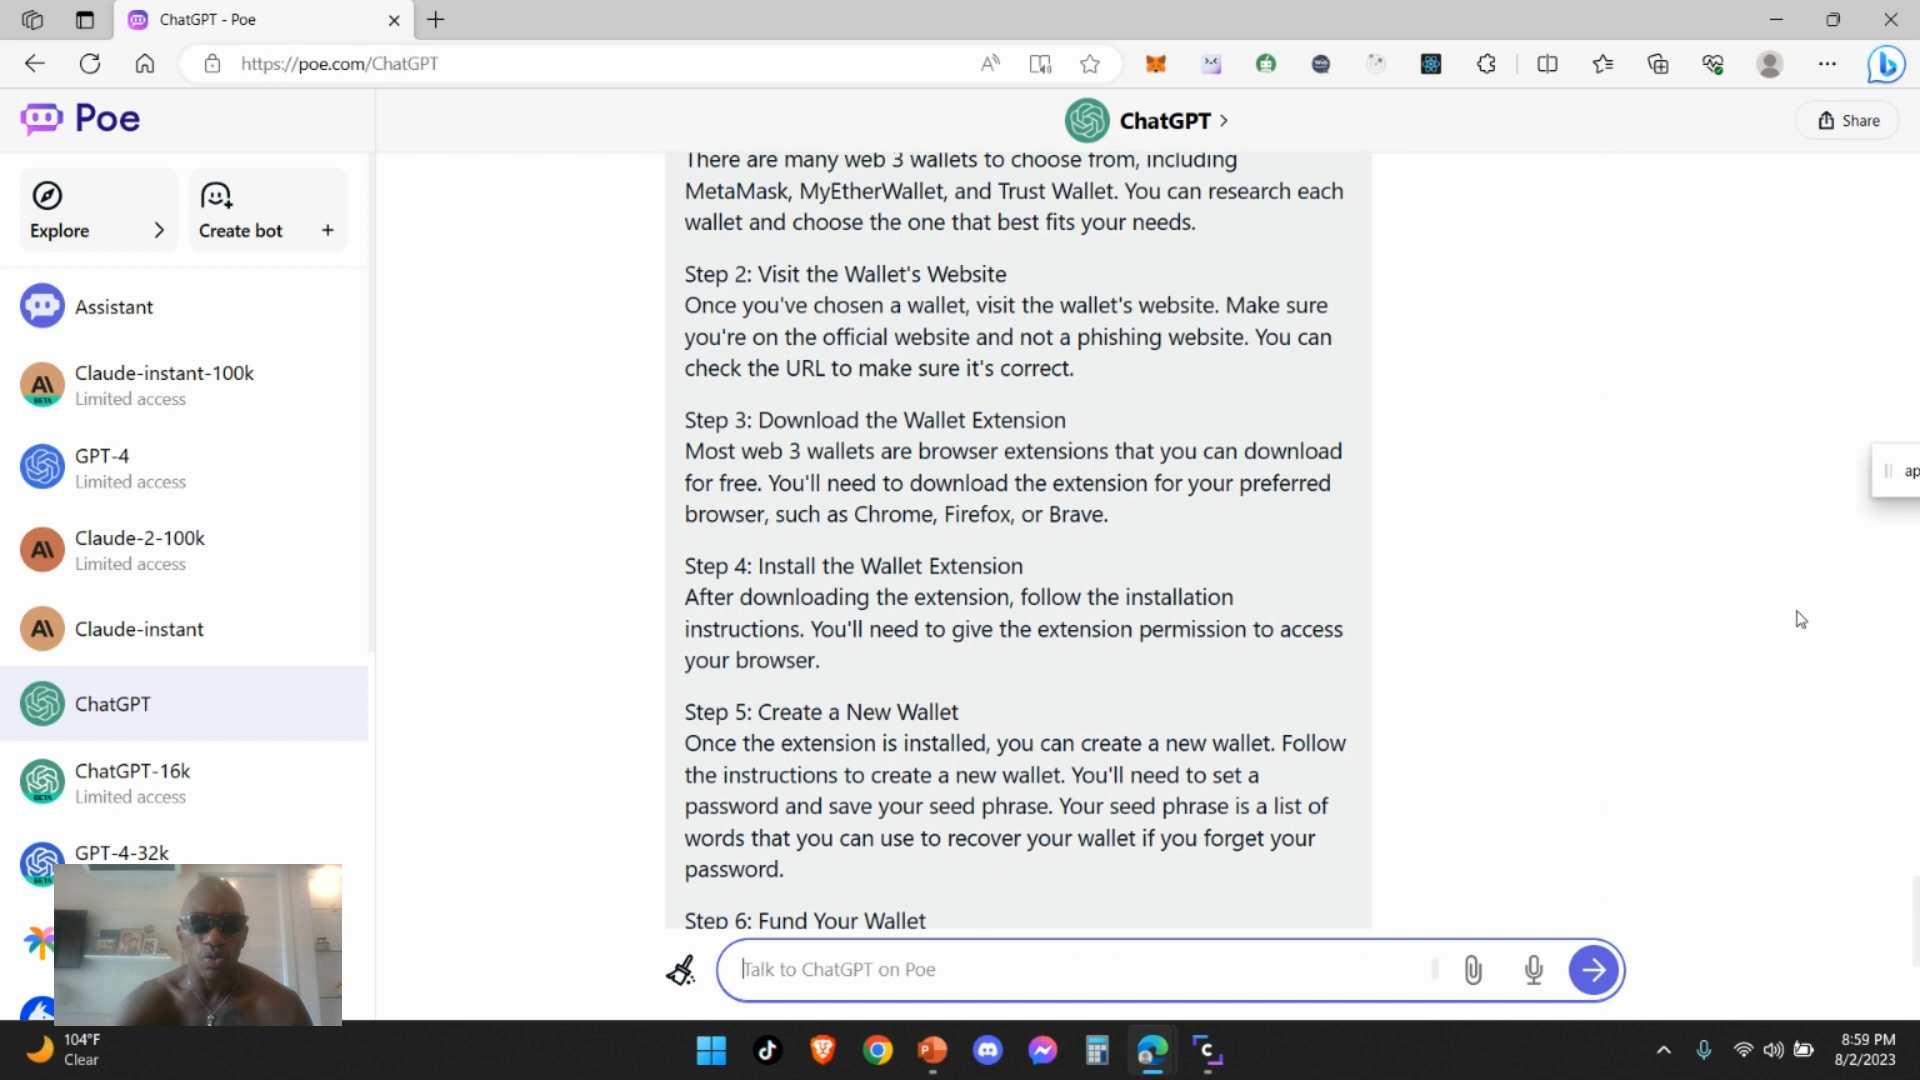 ChatGPT - Poe
https://poe.com/ChatGPT
Poe
ChatGPT
Share
Explore
Create bot +
Assistant
Claude-instant-100k
Limited access
GPT-4
Limited access
Claude-2-100k
Limited access
Claude-instant
ChatGPT
ChatGPT-16k
Limited access
GPT-4-32k
There are many web 3 wallets to choose from, including
MetaMask, MyEtherWallet, and Trust Wallet. You can research each
wallet and choose the one that best fits your needs.
Step 2: Visit the Wallet's Website
Once you've chosen a wallet, visit the wallet's website. Make sure
you're on the official website and not a phishing website. You can
check the URL to make sure it's correct.
Step 3: Download the Wallet Extension
Most web 3 wallets are browser extensions that you can download
for free. You'll need to download the extension for your preferred
browser, such as Chrome, Firefox, or Brave.
Step 4: Install the Wallet Extension
After downloading the extension, follow the installation
instructions. You'll need to give the extension permission to access
your browser.
Step 5: Create a New Wallet
Once the extension is installed, you can create a new wallet. Follow
the instructions to create a new wallet. You'll need to set a
password and save your seed phrase. Your seed phrase is a list of
words that you can use to recover your wallet if you forget your
password.
Step 6: Fund Your Wallet
Talk to ChatGPT on Poe
ap
104°F
Clear
8:59 PM
8/2/2023